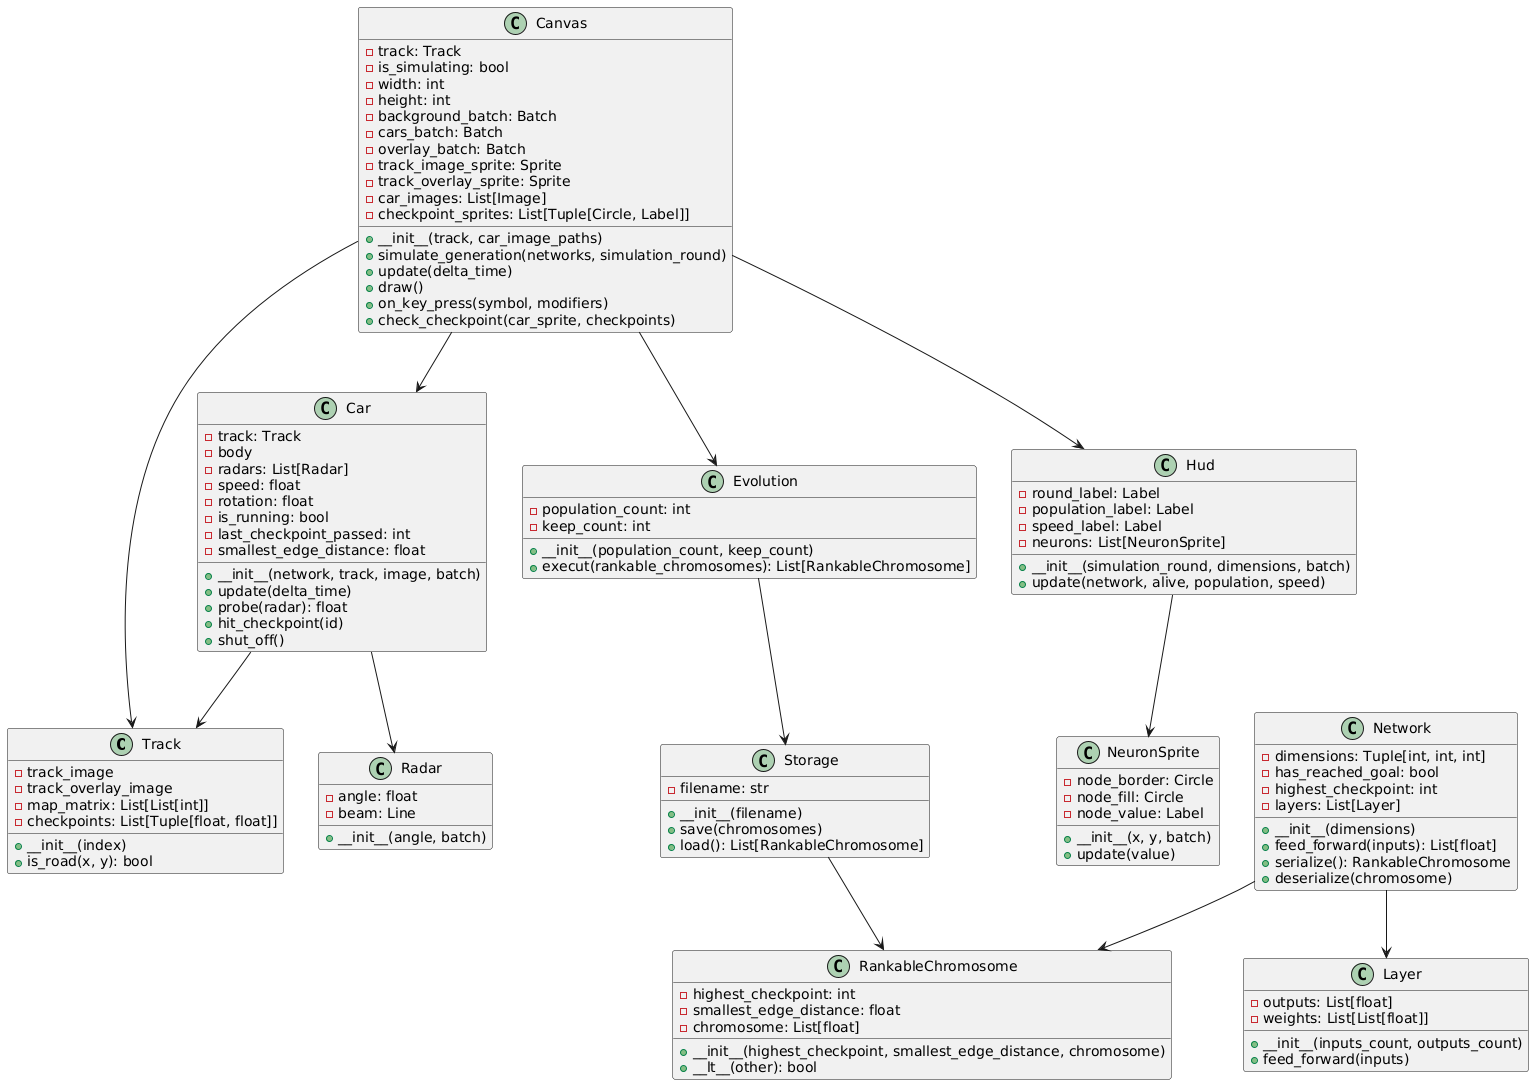 C Canvas
track: Track
is_simulating: bool
width: int
height: int
background_batch: Batch
cars_batch: Batch
overlay_batch: Batch
track_image_sprite: Sprite
track_overlay_sprite: Sprite
car_images: List[Image]
checkpoint_sprites: List[Tuple[Circle, Label]]
__init__(track, car_image_paths)
simulate_generation(networks, simulation_round)
update(delta_time)
draw()
on_key_press(symbol, modifiers)
check_checkpoint(car_sprite, checkpoints)
C Car
track: Track
body
radars: List[Radar]
speed: float
rotation: float
is_running: bool
last_checkpoint_passed: int
smallest_edge_distance: float
__init__(network, track, image, batch)
update(delta_time)
probe(radar): float
hit_checkpoint(id)
shut_off()
C Evolution
population_count: int
keep_count: int
__init__(population_count, keep_count)
execut(rankable_chromosomes): List[RankableChromosome]
C Hud
round_label: Label
population_label: Label
speed_label: Label
neurons: List[NeuronSprite]
__init__(simulation_round, dimensions, batch)
update(network, alive, population, speed)
C Track
track_image
track_overlay_image
map_matrix: List[List[int]]
checkpoints: List[Tuple[float, float]]
__init__(index)
is_road(x, y): bool
C Radar
angle: float
beam: Line
__init__(angle, batch)
C Storage
filename: str
__init__(filename)
save(chromosomes)
load(): List[RankableChromosome]
C NeuronSprite
node_border: Circle
node_fill: Circle
node_value: Label
__init__(x, y, batch)
update(value)
C Network
dimensions: Tuple[int, int, int]
has_reached_goal: bool
highest_checkpoint: int
layers: List[Layer]
__init__(dimensions)
feed_forward(inputs): List[float]
serialize(): RankableChromosome
deserialize(chromosome)
C RankableChromosome
highest_checkpoint: int
smallest_edge_distance: float
chromosome: List[float]
__init__(highest_checkpoint, smallest_edge_distance, chromosome)
__lt__(other): bool
C Layer
outputs: List[float]
weights: List[List[float]]
__init__(inputs_count, outputs_count)
feed_forward(inputs)